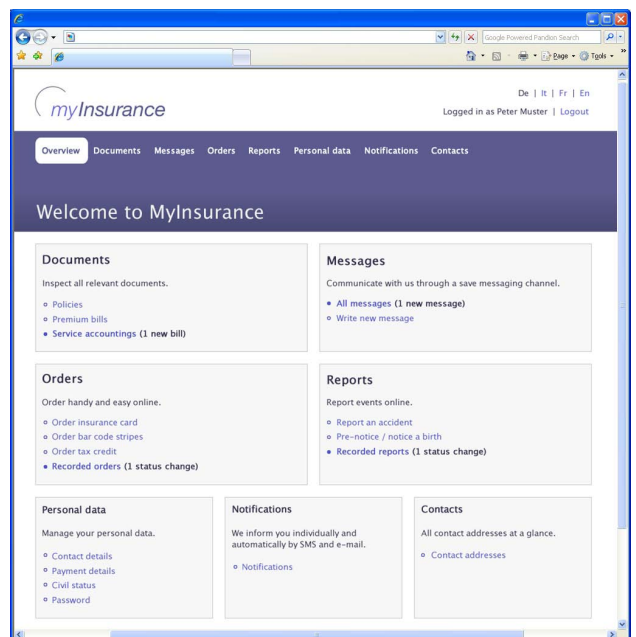 Google Powered Pandion Search
Page Tools
De | It | Fr | En
myInsurance
Logged in as Peter Muster | Logout
Overview Documents Messages Orders Reports Personal data Notifications Contacts
Welcome to MyInsurance
Documents
Inspect all relevant documents.
Policies
Premium bills
Service accountings (1 new bill)
Messages
Communicate with us through a save messaging channel.
All messages (1 new message)
Write new message
Orders
Order handy and easy online.
Order insurance card
Order bar code stripes
Order tax credit
Recorded orders (1 status change)
Reports
Report events online.
Report an accident
Pre-notice / notice a birth
Recorded reports (1 status change)
Personal data
Manage your personal data.
Contact details
Payment details
Civil status
Password
Notifications
We inform you individually and
automatically by SMS and e-mail.
Notifications
Contacts
All contact addresses at a glance.
Contact addresses